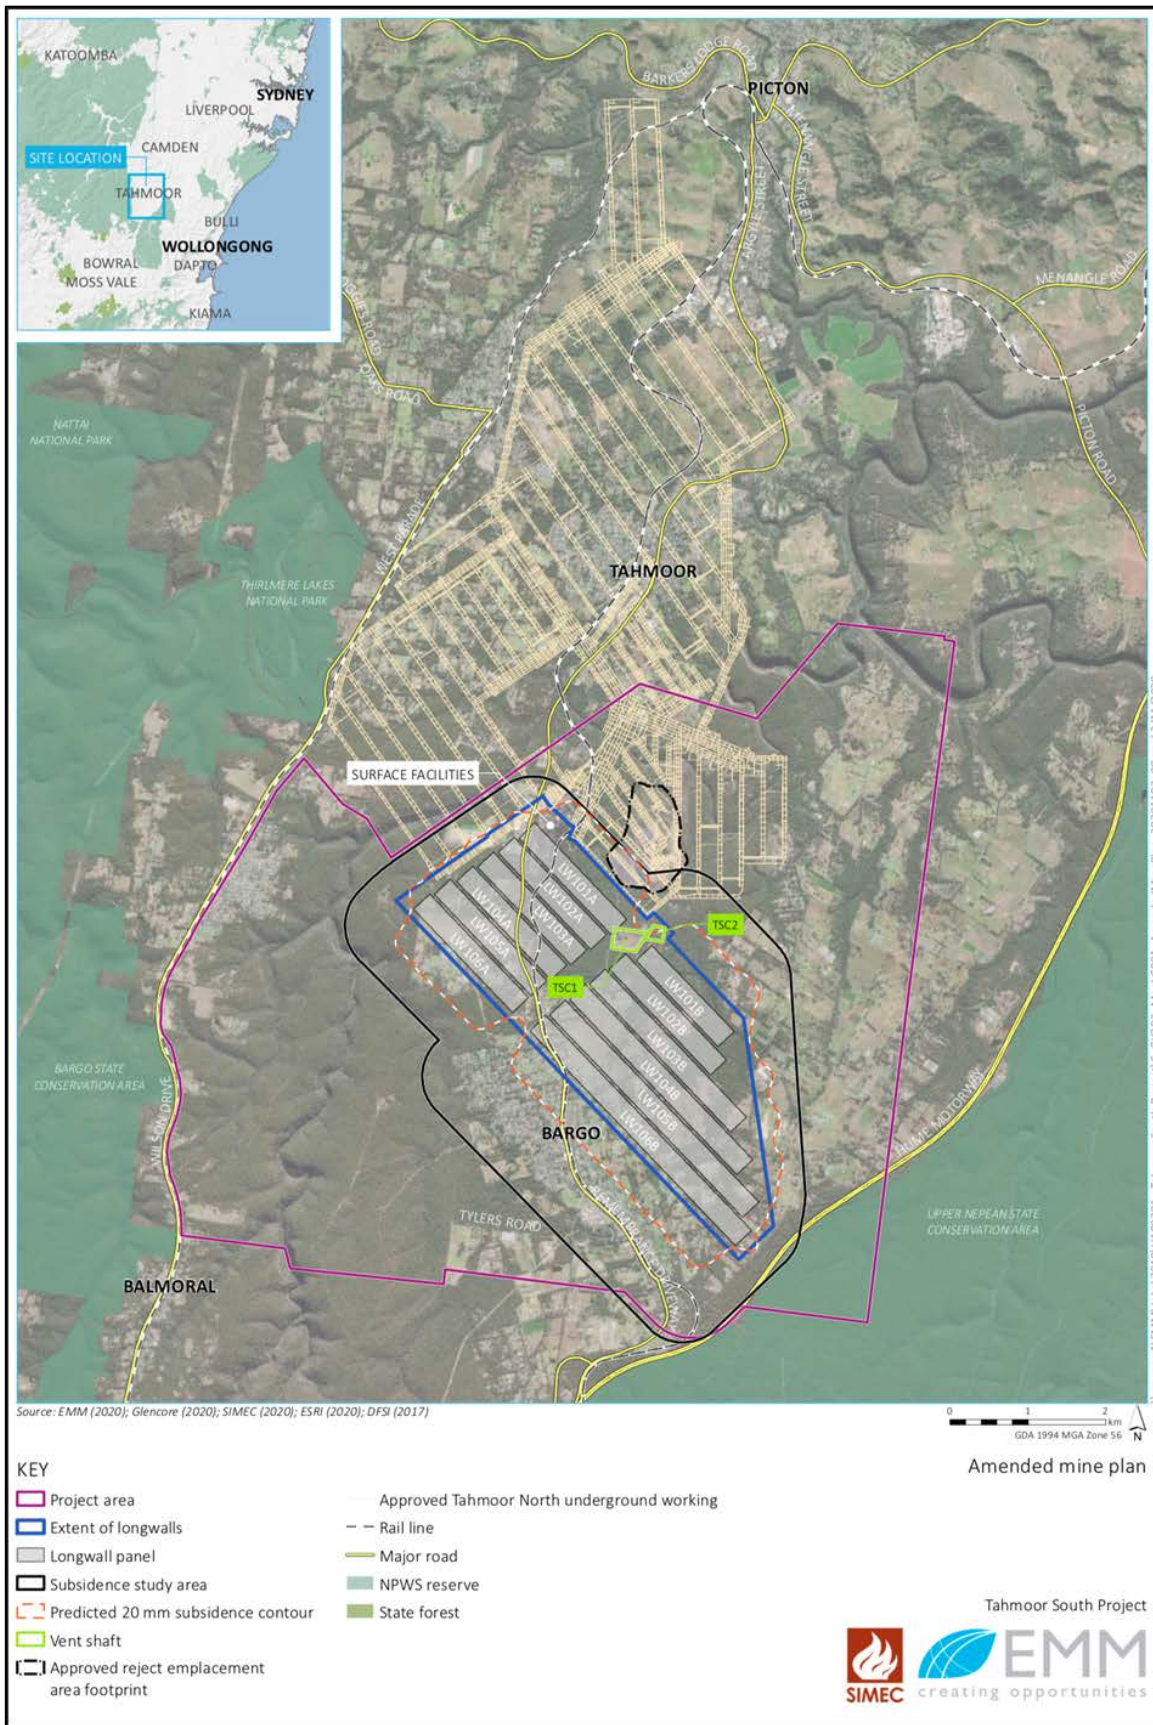 KATOOMBA
SYDNEY
LIVERPOOL
CAMDEN
SITE LOCATION
TAHMOOR
BULLI
WOLLONGONG
BOWRAL
DAPTO
MOSS VALE
KIAMA
BARKERS LODGE ROAD
PICTON
MENANGLE STREET
ARGYLE STREET
MENANGLE ROAD
OAKS ROAD
PICTON ROAD
NATTAI
NATIONAL PARK
WEST PARADE
TAHMOOR
THIRLMERE LAKES
NATIONAL PARK
SURFACE FACILITIES
LW101A
LW102A
LW103A
LW104A
LW105A
LW106A
TSC2
TSC1
LW101B
LW102B
LW103B
LW104B
LW105B
LW106B
BARGO STATE
CONSERVATION AREA
WILSON DRIVE
HUME MOTORWAY
BARGO
TYLERS ROAD
UPPER NEPEAN STATE
CONSERVATION AREA
BALMORAL
Source: EMM (2020); Glencore (2020); SIMEC (2020); ESRI (2020); DFSI (2017)
0 1 2
km
GDA 1994 MGA Zone 56
N
KEY
Amended mine plan
Project area
Extent of longwalls
Longwall panel
Subsidence study area
Predicted 20 mm subsidence contour
Vent shaft
Approved reject emplacement
area footprint
Approved Tahmoor North underground working
Rail line
Major road
NPWS reserve
State forest
Tahmoor South Project
SIMEC
EMM
creating opportunities